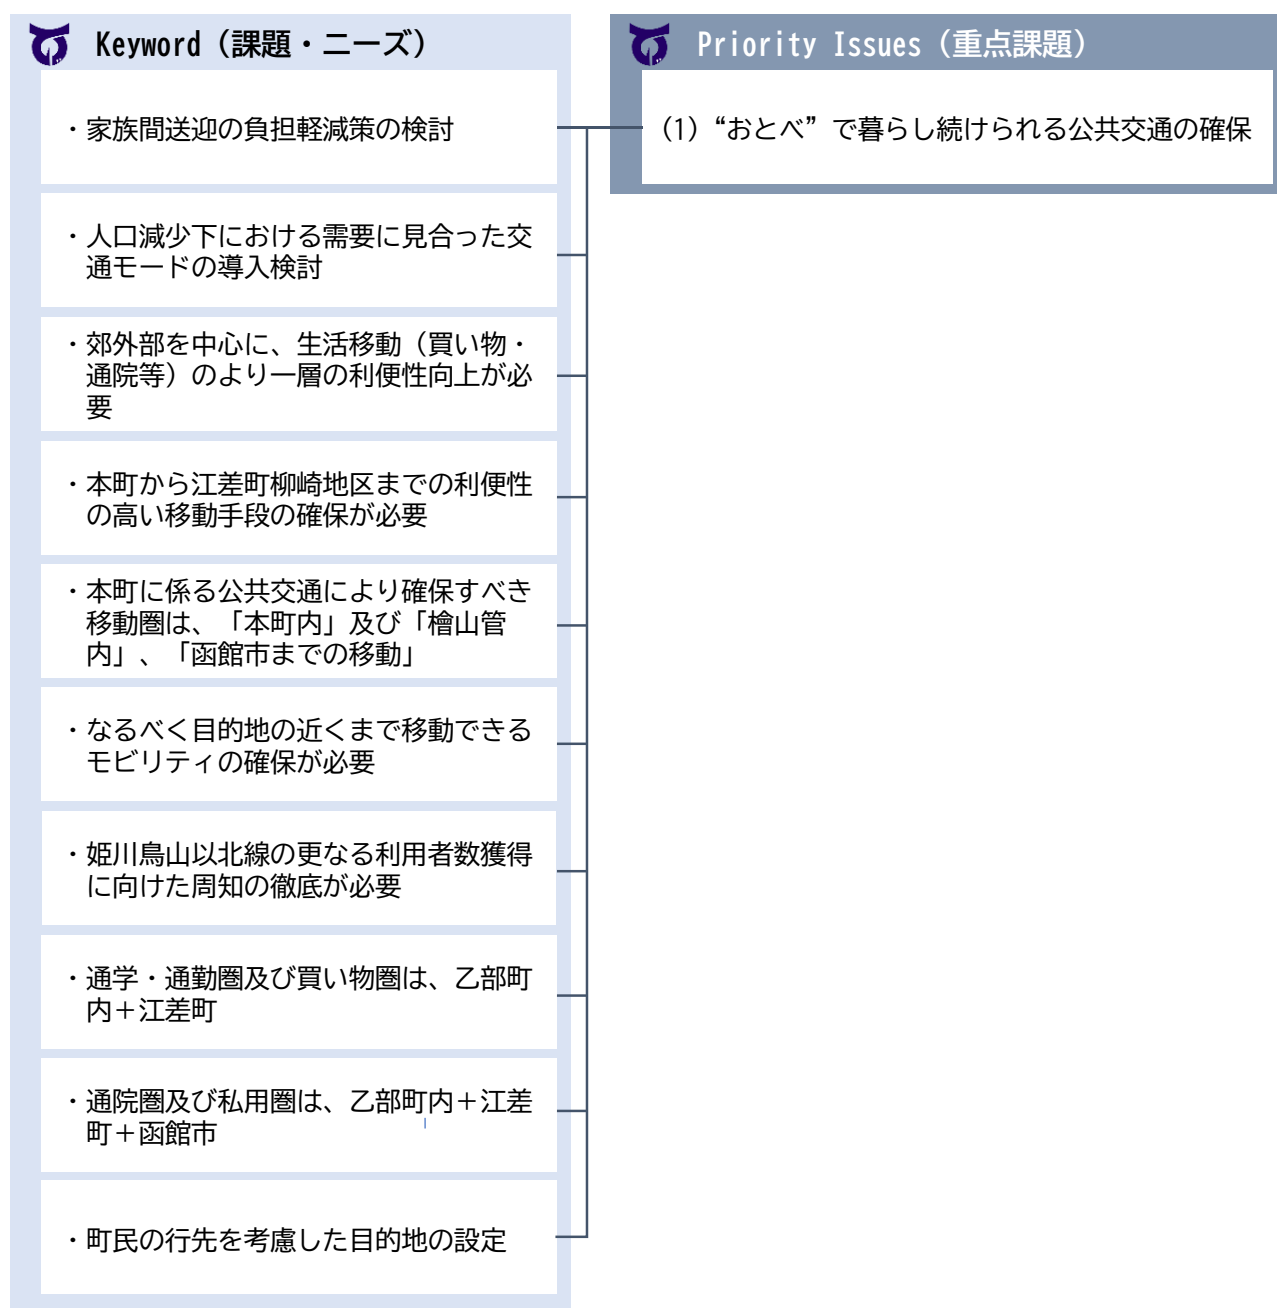 Keyword（課題・ニーズ）
・家族間送迎の負担軽減策の検討
・人口減少下における需要に見合った交
通モードの導入検討
・郊外部を中心に、生活移動（買い物・
通院等）のより一層の利便性向上が必
要
・本町から江差町柳崎地区までの利便性
の高い移動手段の確保が必要
・本町に係る公共交通により確保すべき
移動圏は、「本町内」及び「檜山管
内」、「函館市までの移動」
・なるべく目的地の近くまで移動できる
モビリティの確保が必要
・姫川鳥山以北線の更なる利用者数獲得
に向けた周知の徹底が必要
・通学・通勤圏及び買い物圏は、乙部町
内＋江差町
・通院圏及び私用圏は、乙部町内＋江差
町＋函館市
・町民の行先を考慮した目的地の設定
Priority Issues（重点課題）
(1) “おとべ”で暮らし続けられる公共交通の確保